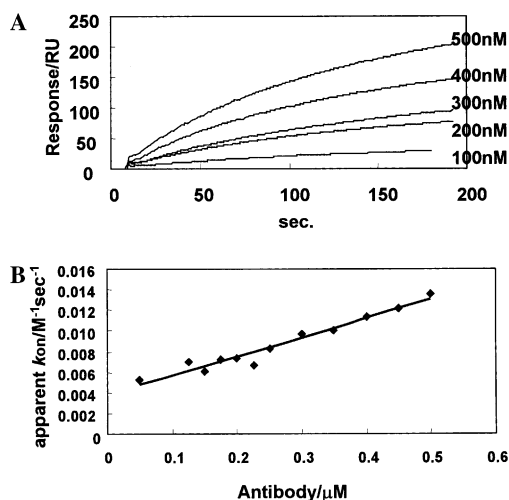 A
Response/RU
250
200
150
100
50
0
500nM
400nM
300nM
200nM
100nM
0
50
100
150
200
sec.
B
apparent kon/M⁻¹sec⁻¹
0.016
0.014
0.012
0.010
0.008
0.006
0.004
0.002
0
0
0.1
0.2
0.3
0.4
0.5
0.6
Antibody/μM